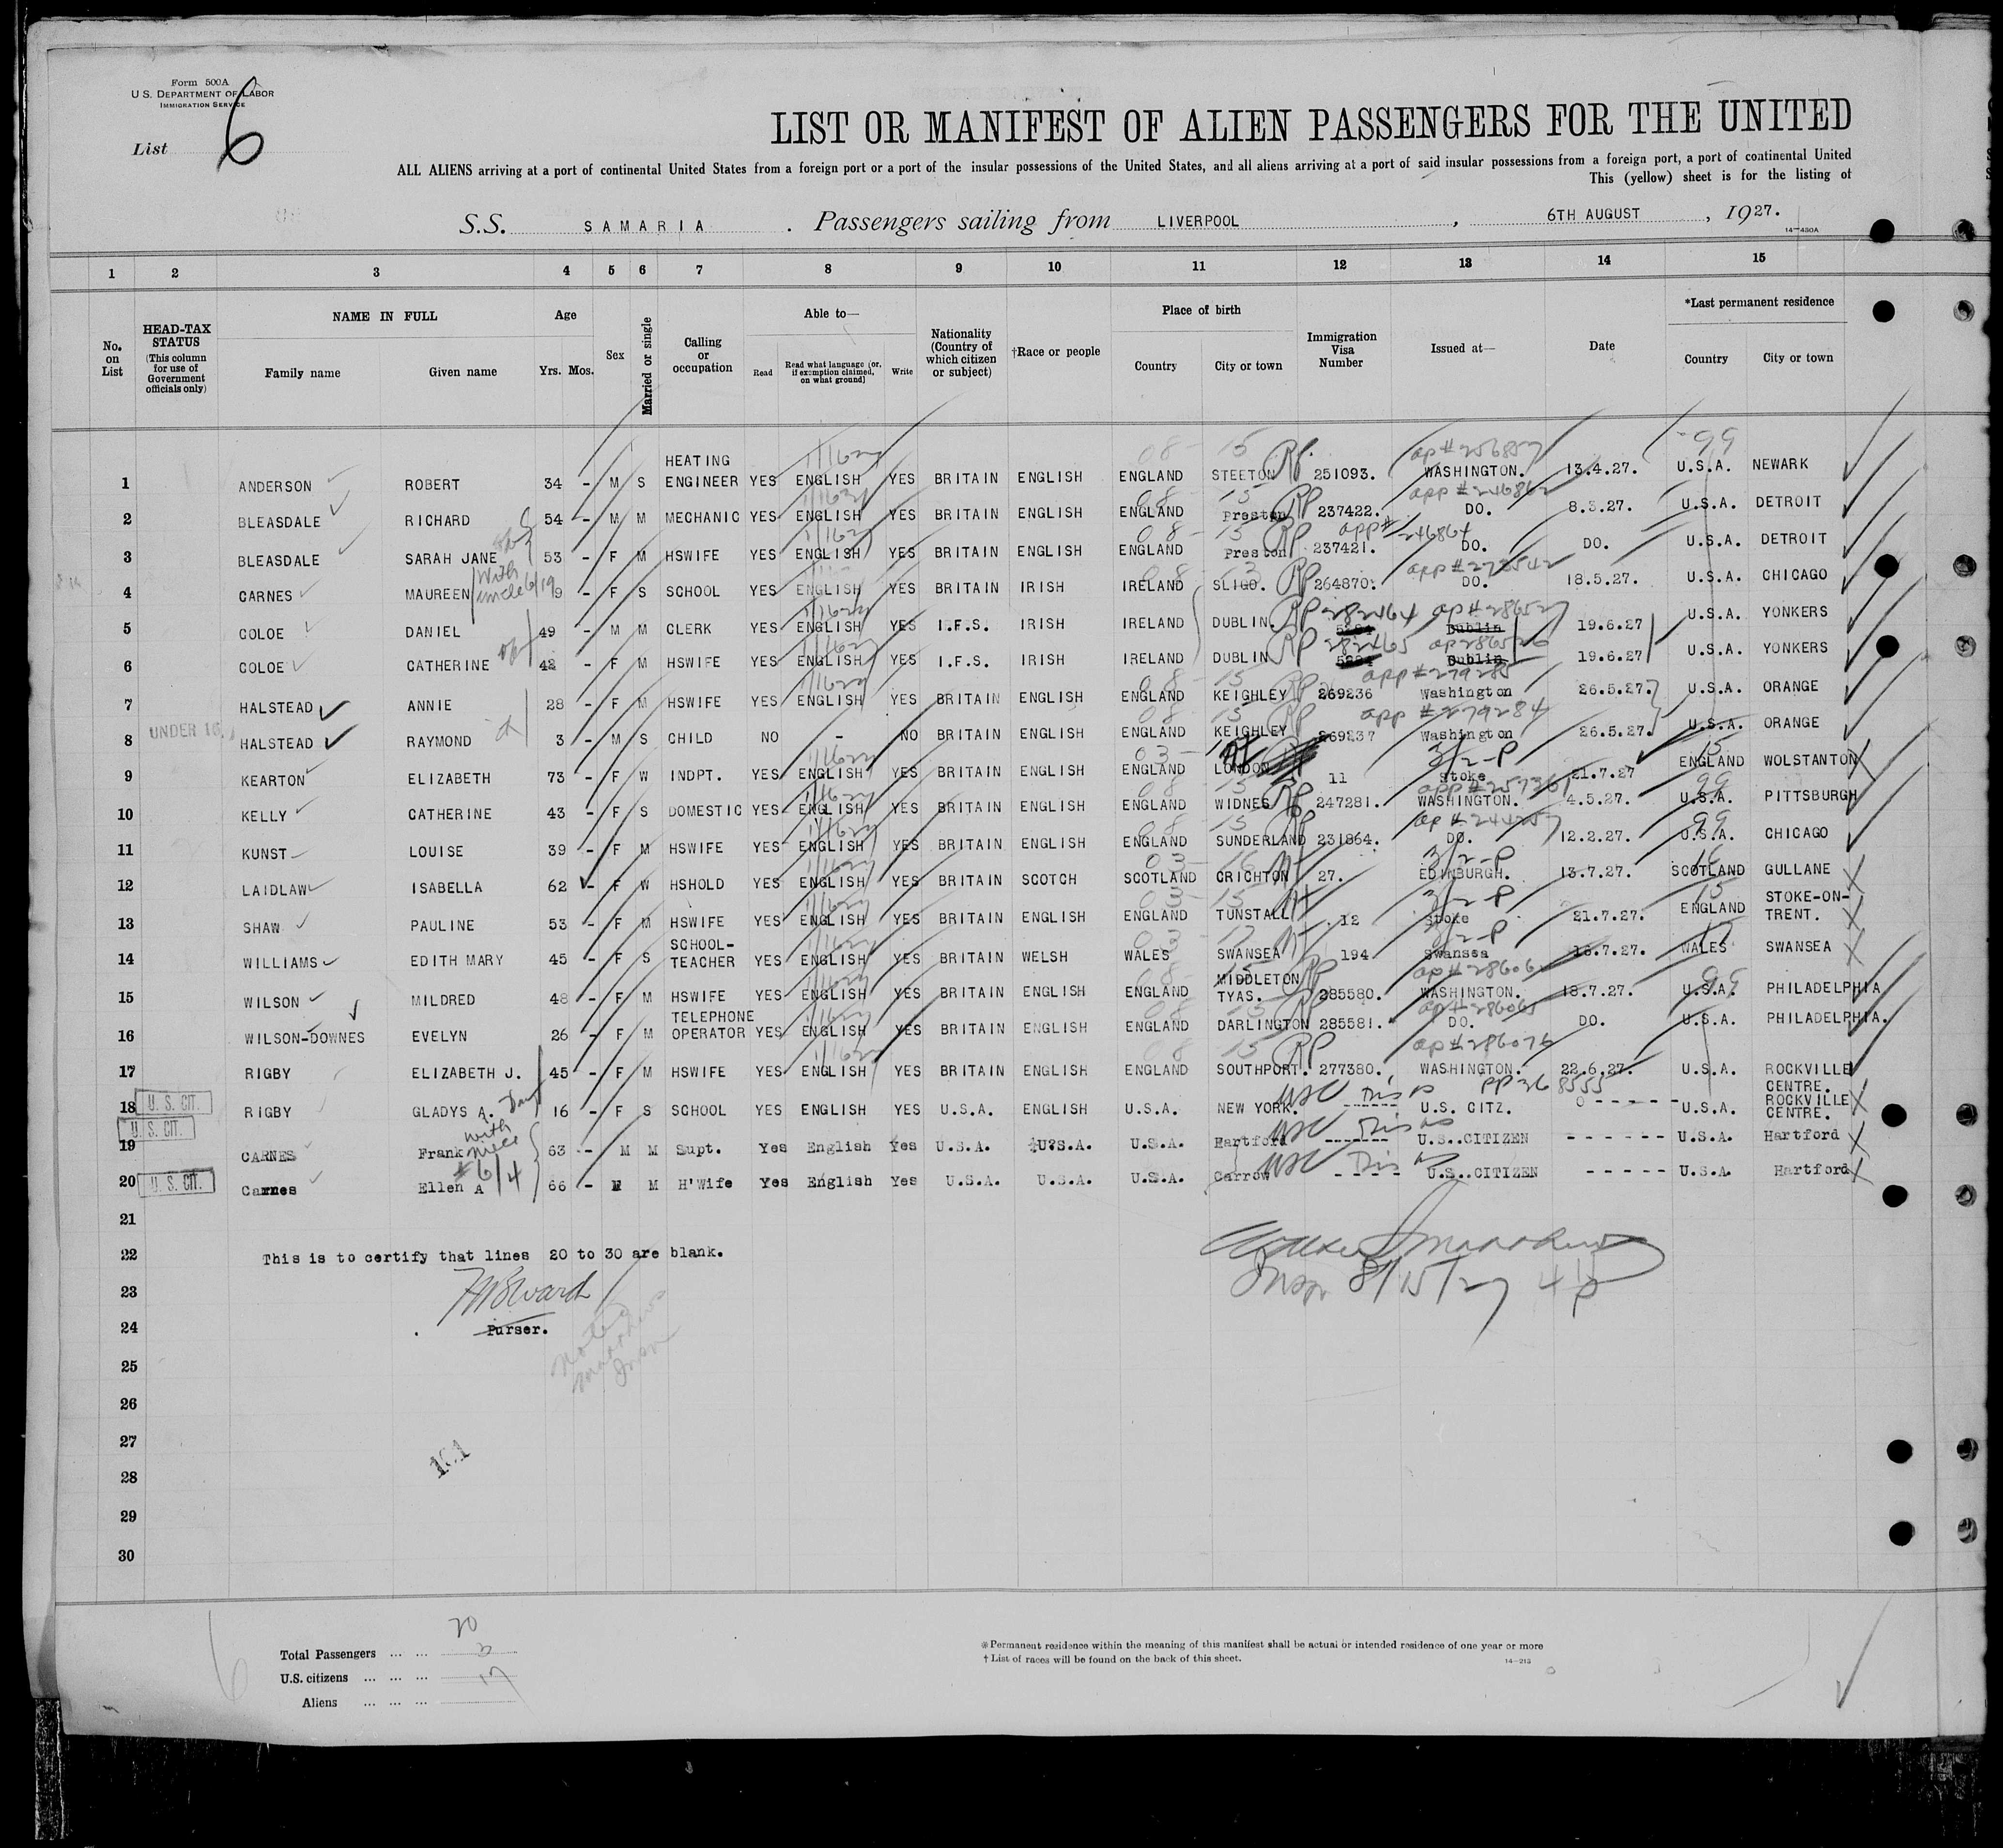 Form 500A
U.S. DEPARTMENT OF LABOR
IMMIGRATION SERVICE
List 6
LIST OR MANIFEST OF ALIEN PASSENGERS FOR THE UNITED
ALL ALIENS arriving at a port of continental United States from a foreign port or a port of the insular possessions of the United States, and all aliens arriving at a port of said insular possessions from a foreign port, a port of continental United
This (yellow) sheet is for the listing of
S.S. SAMARIA. Passengers sailing from LIVERPOOL, 6TH AUGUST, 1927.
14—430A
1 2 3 4 5 6 7 8 9 10 11 12 13 14 15
No. on List
HEAD-TAX STATUS (This column for use of Government officials only)
NAME IN FULL
Family name Given name
Age
Yrs. Mos.
Sex
Married or single
Calling or occupation
Able to—
Read Read what language (or, if exemption claimed, on what ground) Write
Nationality (Country of which citizen or subject)
†Race or people
Place of birth
Country City or town
Immigration Visa Number
Issued at—
Date
*Last permanent residence
Country City or town
1 ANDERSON ROBERT 34 - M S HEATING ENGINEER YES ENGLISH YES BRITAIN ENGLISH ENGLAND STEETON 251093. WASHINGTON. 13.4.27. U.S.A. NEWARK
2 BLEASDALE RICHARD 54 - M M MECHANIC YES ENGLISH YES BRITAIN ENGLISH ENGLAND Preston 237422. DO. 8.3.27. U.S.A. DETROIT
3 BLEASDALE SARAH JANE 53 - F M HSWIFE YES ENGLISH YES BRITAIN ENGLISH ENGLAND Preston 237421. DO. DO. U.S.A. DETROIT
4 CARNES MAUREEN with uncle 6/19 9 - F S SCHOOL YES ENGLISH YES BRITAIN IRISH IRELAND SLIGO. 264870. DO. 18.5.27. U.S.A. CHICAGO
5 COLOE DANIEL 49 - M M CLERK YES ENGLISH YES I.F.S. IRISH IRELAND DUBLIN. 282464 Dublin 19.6.27 U.S.A. YONKERS
6 COLOE CATHERINE 42 - F M HSWIFE YES ENGLISH YES I.F.S. IRISH IRELAND DUBLIN 282465 Dublin 19.6.27 U.S.A. YONKERS
7 HALSTEAD ANNIE 28 - F M HSWIFE YES ENGLISH YES BRITAIN ENGLISH ENGLAND KEIGHLEY 269236 Washington 26.5.27. U.S.A. ORANGE
UNDER 16
8 HALSTEAD RAYMOND 3 - M S CHILD NO - NO BRITAIN ENGLISH ENGLAND KEIGHLEY 269237 Washington 26.5.27. U.S.A. ORANGE
9 KEARTON ELIZABETH 73 - F W INDPT. YES ENGLISH YES BRITAIN ENGLISH ENGLAND LONDON 11 Stoke 21.7.27 ENGLAND WOLSTANTON
10 KELLY CATHERINE 43 - F S DOMESTIC YES ENGLISH YES BRITAIN ENGLISH ENGLAND WIDNES 247281. WASHINGTON. 4.5.27. U.S.A. PITTSBURGH
11 KUNST LOUISE 39 - F M HSWIFE YES ENGLISH YES BRITAIN ENGLISH ENGLAND SUNDERLAND 231864. DO. 12.2.27. U.S.A. CHICAGO
12 LAIDLAW ISABELLA 62 - F W HSHOLD YES ENGLISH YES BRITAIN SCOTCH SCOTLAND CRICHTON 27. EDINBURGH. 13.7.27. SCOTLAND GULLANE
13 SHAW PAULINE 53 - F M HSWIFE YES ENGLISH YES BRITAIN ENGLISH ENGLAND TUNSTALL 12 Stoke 21.7.27. ENGLAND STOKE-ON-TRENT.
14 WILLIAMS EDITH MARY 45 - F S SCHOOL-TEACHER YES ENGLISH YES BRITAIN WELSH WALES SWANSEA 194 Swansea 16.7.27. WALES SWANSEA
15 WILSON MILDRED 48 - F M HSWIFE YES ENGLISH YES BRITAIN ENGLISH ENGLAND MIDDLETON TYAS. 285580. WASHINGTON. 18.7.27. U.S.A. PHILADELPHIA
16 WILSON-DOWNES EVELYN 26 - F M TELEPHONE OPERATOR YES ENGLISH YES BRITAIN ENGLISH ENGLAND DARLINGTON 285581. DO. DO. U.S.A. PHILADELPHIA.
17 RIGBY ELIZABETH J. 45 - F M HSWIFE YES ENGLISH YES BRITAIN ENGLISH ENGLAND SOUTHPORT. 277380. WASHINGTON. 22.6.27. U.S.A. ROCKVILLE CENTRE.
18 U.S. CIT. RIGBY GLADYS A. 16 - F S SCHOOL YES ENGLISH YES U.S.A. ENGLISH U.S.A. NEW YORK. ------ U.S. CITZ. ----- U.S.A. ROCKVILLE CENTRE.
U.S. CIT.
19 CARNES Frank with niece 6/4 63 - M M Supt. Yes English Yes U.S.A. U.S.A. U.S.A. Hartford ------- U.S..CITIZEN ------ U.S.A. Hartford
20 U.S. CIT. Carnes Ellen A 66 - F M H'Wife Yes English Yes U.S.A. U.S.A. U.S.A. Carrow ---- U.S..CITIZEN ----- U.S.A. Hartford
21
22 This is to certify that lines 20 to 30 are blank.
23
24 Purser.
Insp 8/15/27
25
26
27
28
29
30
Total Passengers ... ... 20
U.S. citizens ... ... ... 3
Aliens ... ... ... 17
※Permanent residence within the meaning of this manifest shall be actual or intended residence of one year or more
†List of races will be found on the back of this sheet.
14—213